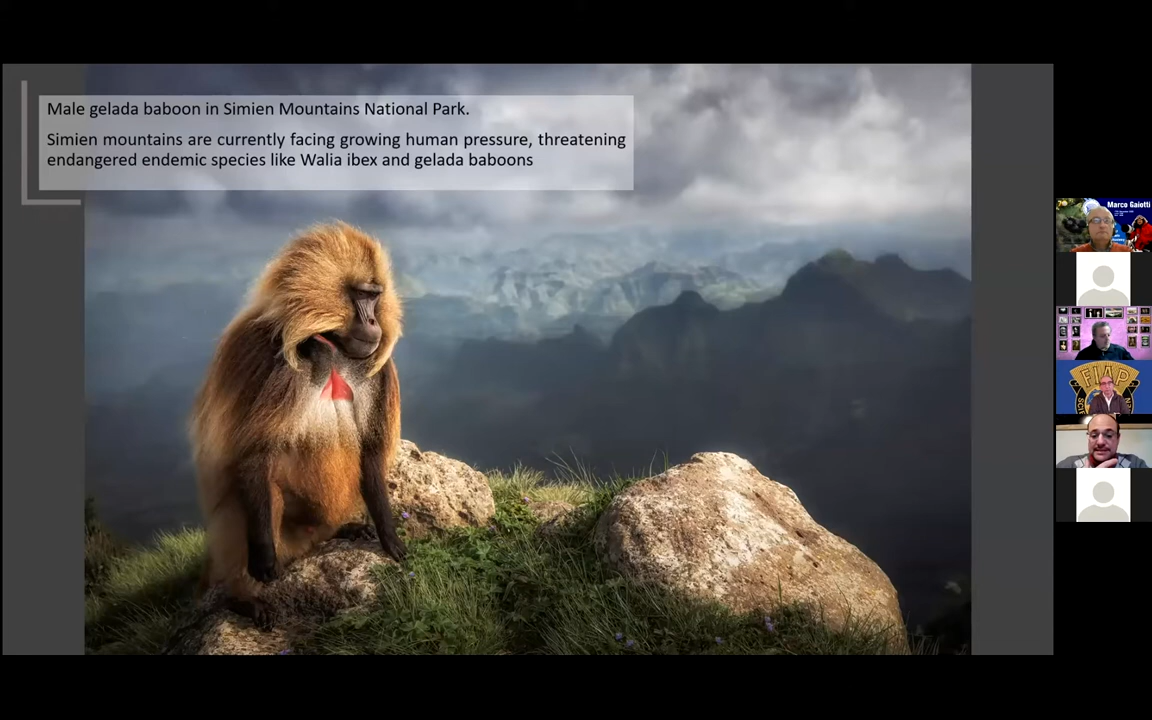 Male gelada baboon in Simien Mountains National Park.
Simien mountains are currently facing growing human pressure, threatening
endangered endemic species like Walia ibex and gelada baboons
Marco Gaiotti
FIAP